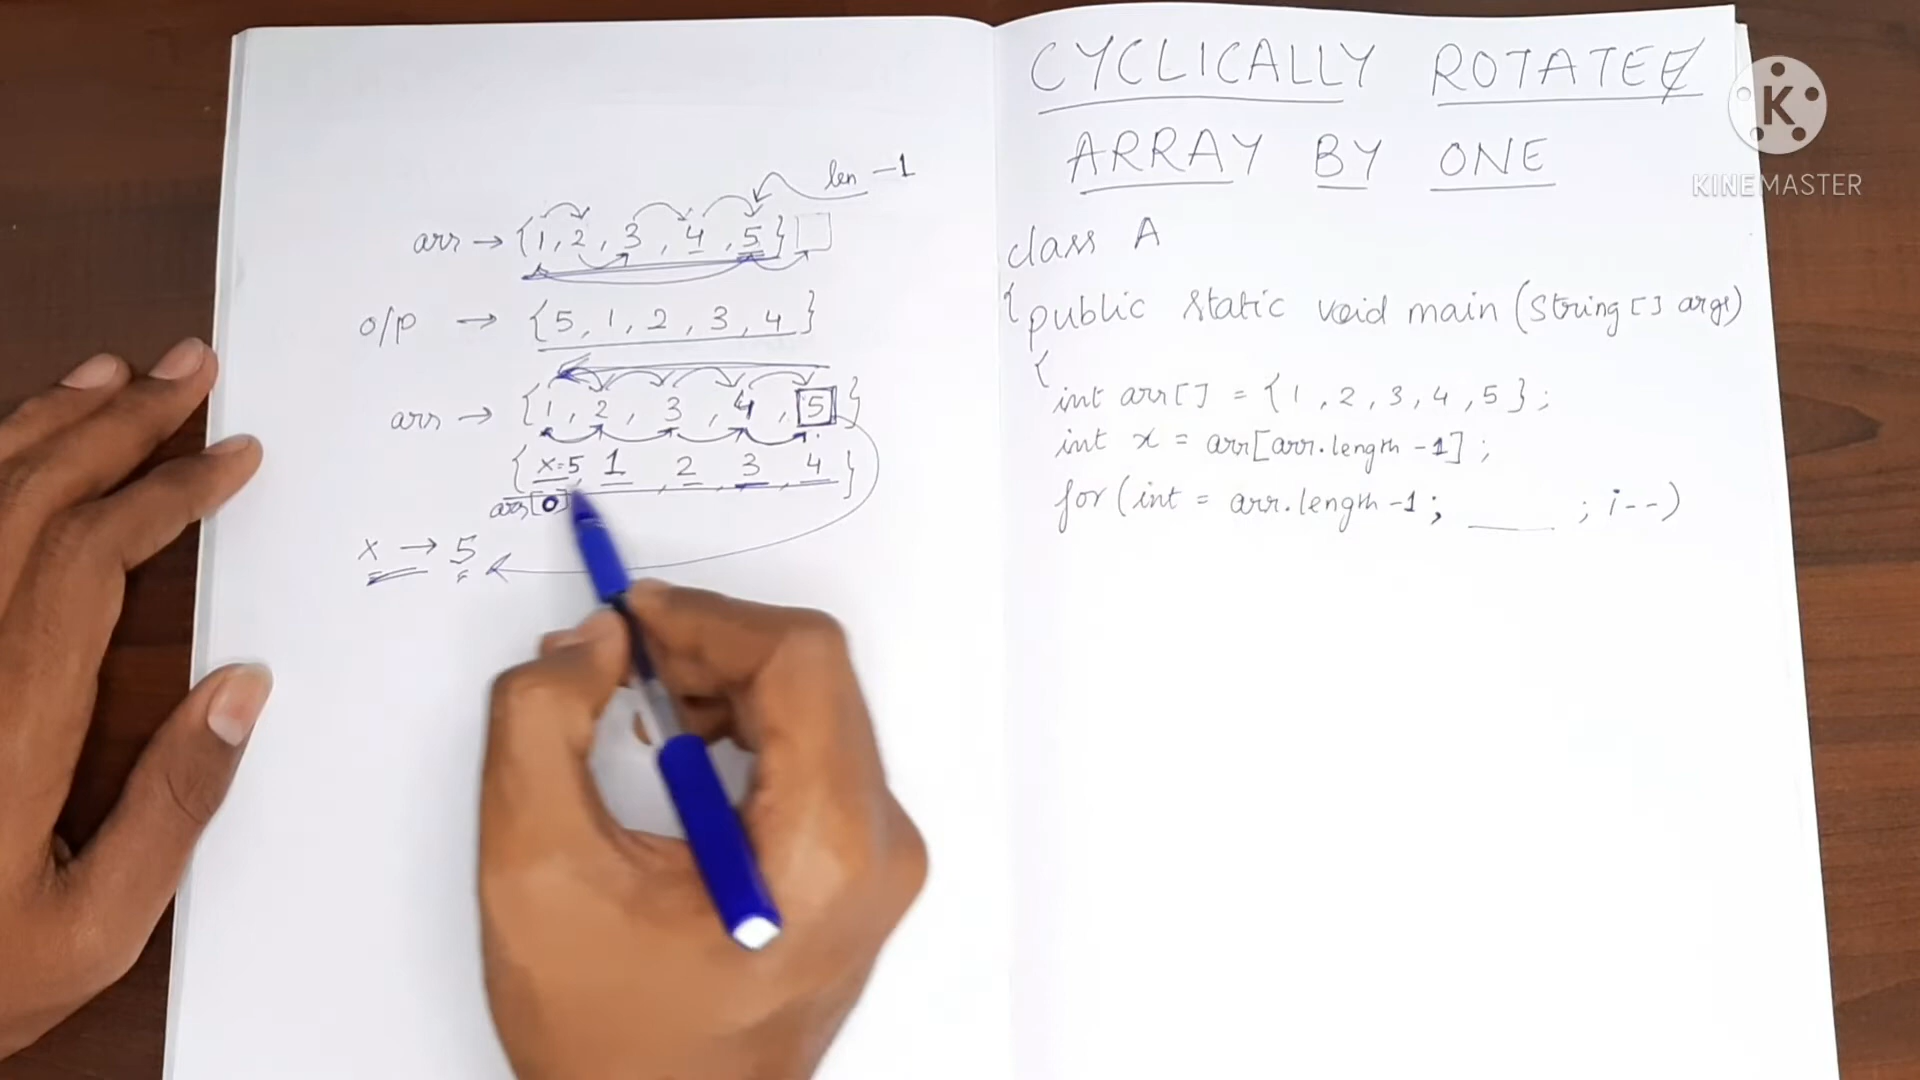 len -1
arr → {1, 2, 3, 4, 5}
o/p → {5, 1, 2, 3, 4}
arr → {1, 2, 3, 4, 5}
{x=5, 1, 2, 3, 4}
arr[0]
x → 5
CYCLICALLY ROTATE
ARRAY BY ONE
class A
{ public static void main (String [] args)
{
int arr[] = {1, 2, 3, 4, 5};
int x = arr[arr.length -1];
for (int = arr.length -1; ____ ; i--)
K
KINEMASTER